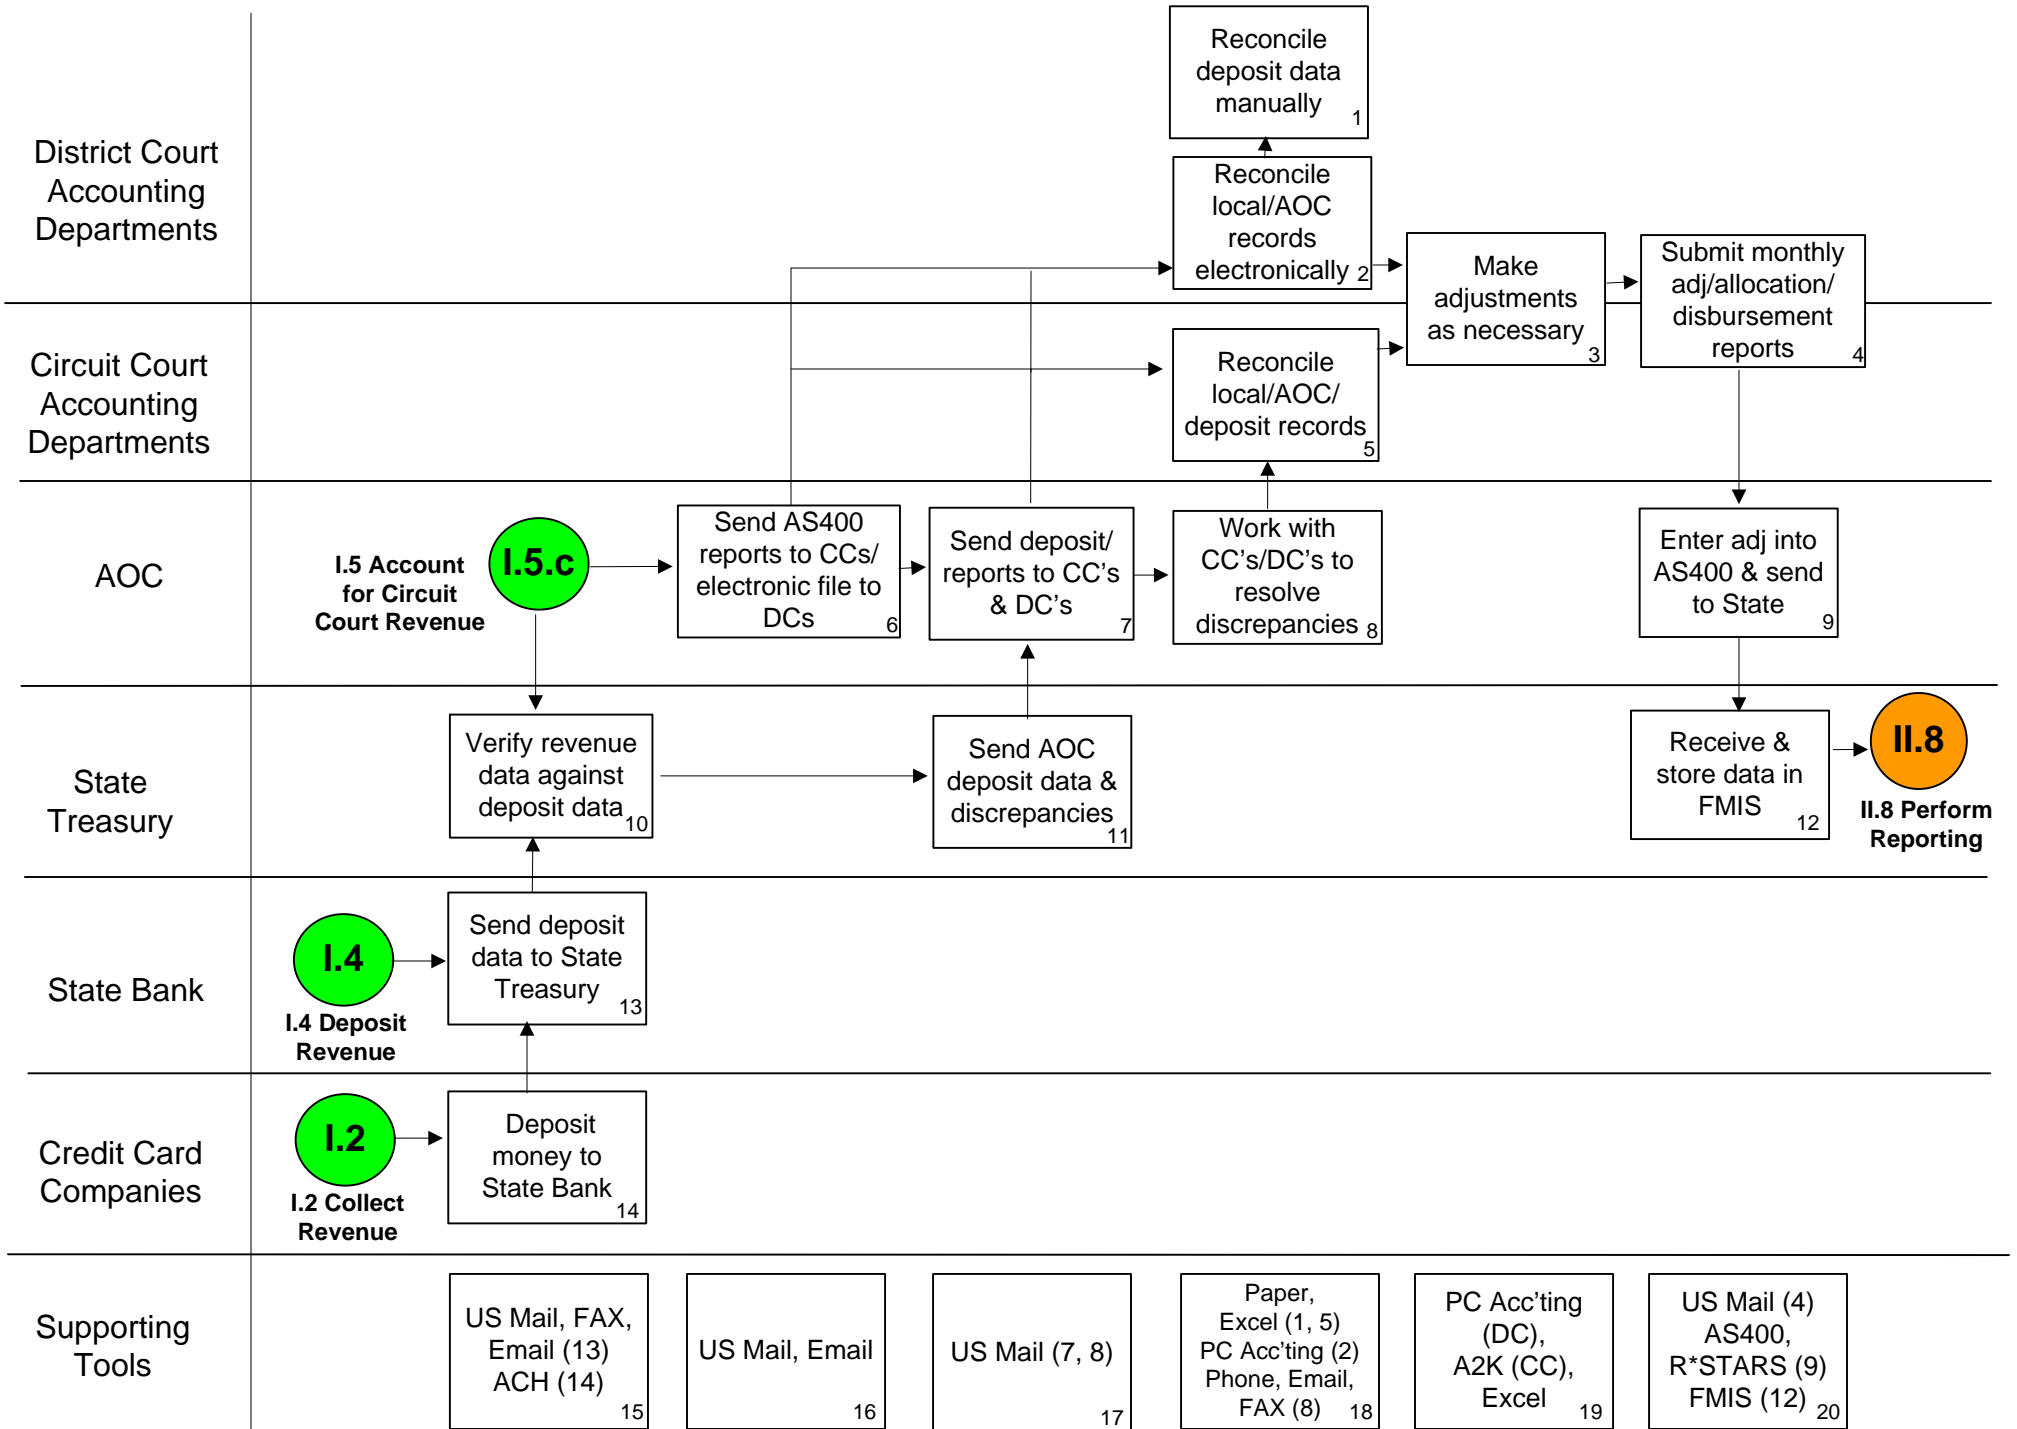 Reconcile
deposit data
manually
1
District Court
Accounting
Departments
Reconcile
local/AOC
records
electronically
2
Make
adjustments
as necessary
3
Submit monthly
adj/allocation/
disbursement
reports
4
Circuit Court
Accounting
Departments
Reconcile
local/AOC/
deposit records
5
AOC
I.5 Account
for Circuit
Court Revenue
I.5.c
Send AS400
reports to CCs/
electronic file to
DCs
6
Send deposit/
reports to CC's
& DC's
7
Work with
CC's/DC's to
resolve
discrepancies
8
Enter adj into
AS400 & send
to State
9
State
Treasury
Verify revenue
data against
deposit data
10
Send AOC
deposit data &
discrepancies
11
Receive &
store data in
FMIS
12
II.8
II.8 Perform
Reporting
State Bank
I.4
I.4 Deposit
Revenue
Send deposit
data to State
Treasury
13
Credit Card
Companies
I.2
I.2 Collect
Revenue
Deposit
money to
State Bank
14
Supporting
Tools
US Mail, FAX,
Email (13)
ACH (14)
15
US Mail, Email
16
US Mail (7, 8)
17
Paper,
Excel (1, 5)
PC Acc'ting (2)
Phone, Email,
FAX (8)
18
PC Acc'ting
(DC),
A2K (CC),
Excel
19
US Mail (4)
AS400,
R*STARS (9)
FMIS (12)
20